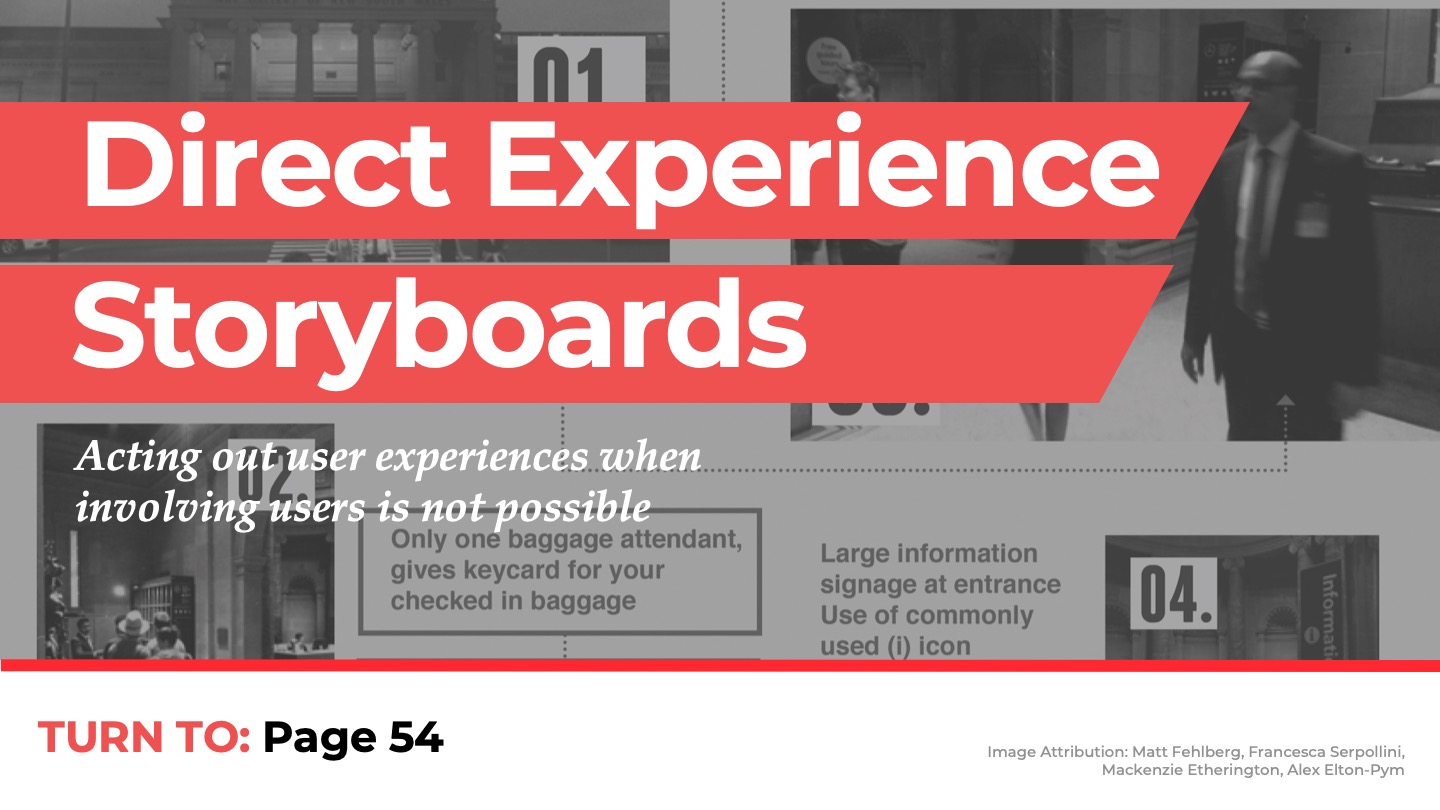 01
Direct Experience
Storyboards
Acting out user experiences when
involving users is not possible
02.
Only one baggage attendant,
gives keycard for your
checked in baggage
Large information
signage at entrance
Use of commonly
used (i) icon
04.
TURN TO: Page 54
Image Attribution: Matt Fehlberg, Francesca Serpollini,
Mackenzie Etherington, Alex Elton-Pym